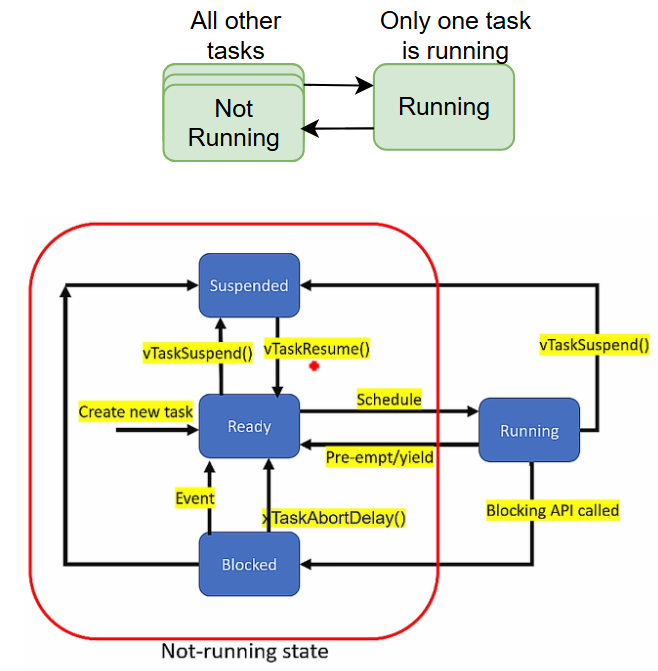 All other
tasks
Only one task
is running
Not
Running
Running
Suspended
vTaskSuspend()
vTaskResume()
vTaskSuspend()
Create new task
Ready
Schedule
Running
Pre-empt/yield
Event
xTaskAbortDelay()
Blocking API called
Blocked
Not-running state